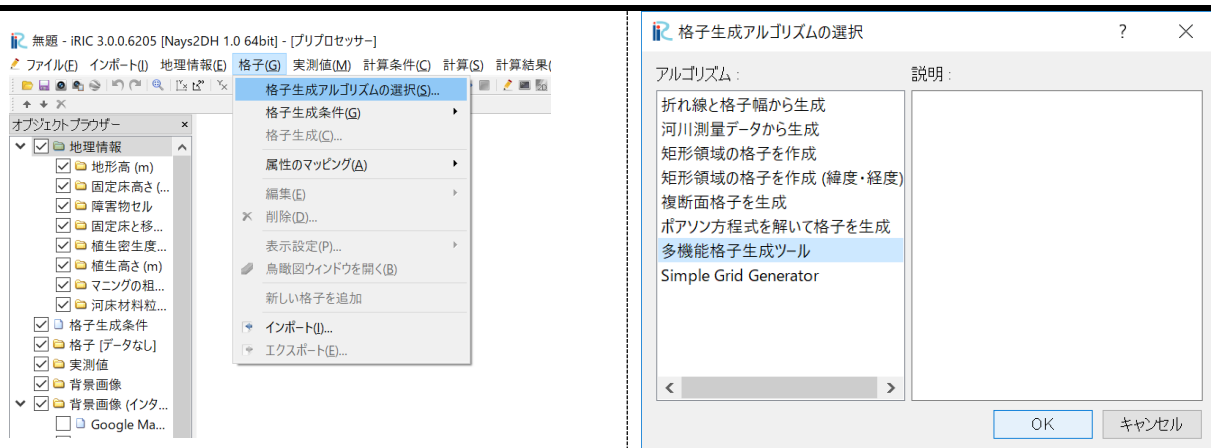 無題 - iRIC 3.0.0.6205 [Nays2DH 1.0 64bit] - [プリプロセッサー]
ファイル(F) インポート(I) 地理情報(E) 格子(G) 実測値(M) 計算条件(C) 計算(S) 計算結果(
オブジェクトブラウザー ×
地理情報
地形高 (m)
固定床高さ (...
障害物セル
固定床と移...
植生密生度...
植生高さ (m)
マニングの粗...
河床材料粒...
格子生成条件
格子 [データなし]
実測値
背景画像
背景画像 (インタ...
Google Ma...
格子生成アルゴリズムの選択(S)...
格子生成条件(G)
格子生成(C)...
属性のマッピング(A)
編集(E)
削除(D)...
表示設定(P)...
鳥瞰図ウィンドウを開く(B)
新しい格子を追加
インポート(I)...
エクスポート(E)...
格子生成アルゴリズムの選択 ? ×
アルゴリズム :
折れ線と格子幅から生成
河川測量データから生成
矩形領域の格子を作成
矩形領域の格子を作成 (緯度・経度)
複断面格子を生成
ポアソン方程式を解いて格子を生成
多機能格子生成ツール
Simple Grid Generator
説明 :
OK キャンセル